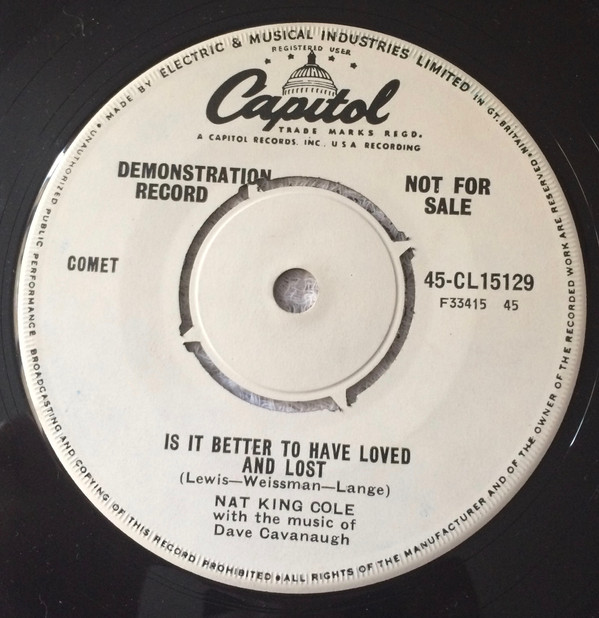 MADE BY ELECTRIC & MUSICAL INDUSTRIES LIMITED IN GT. BRITAIN • ALL RIGHTS OF THE MANUFACTURER AND OF THE OWNER OF THE RECORDED WORK ARE RESERVED • UNAUTHORIZED PUBLIC PERFORMANCE BROADCASTING AND COPYING OF THIS RECORD PROHIBITED •
REGISTERED USER
Capitol
TRADE MARKS REGD.
A CAPITOL RECORDS. INC., U.S.A RECORDING
DEMONSTRATION
RECORD
NOT FOR
SALE
COMET
45-CL15129
F33415 45
IS IT BETTER TO HAVE LOVED
AND LOST
(Lewis—Weissman—Lange)
NAT KING COLE
with the music of
Dave Cavanaugh